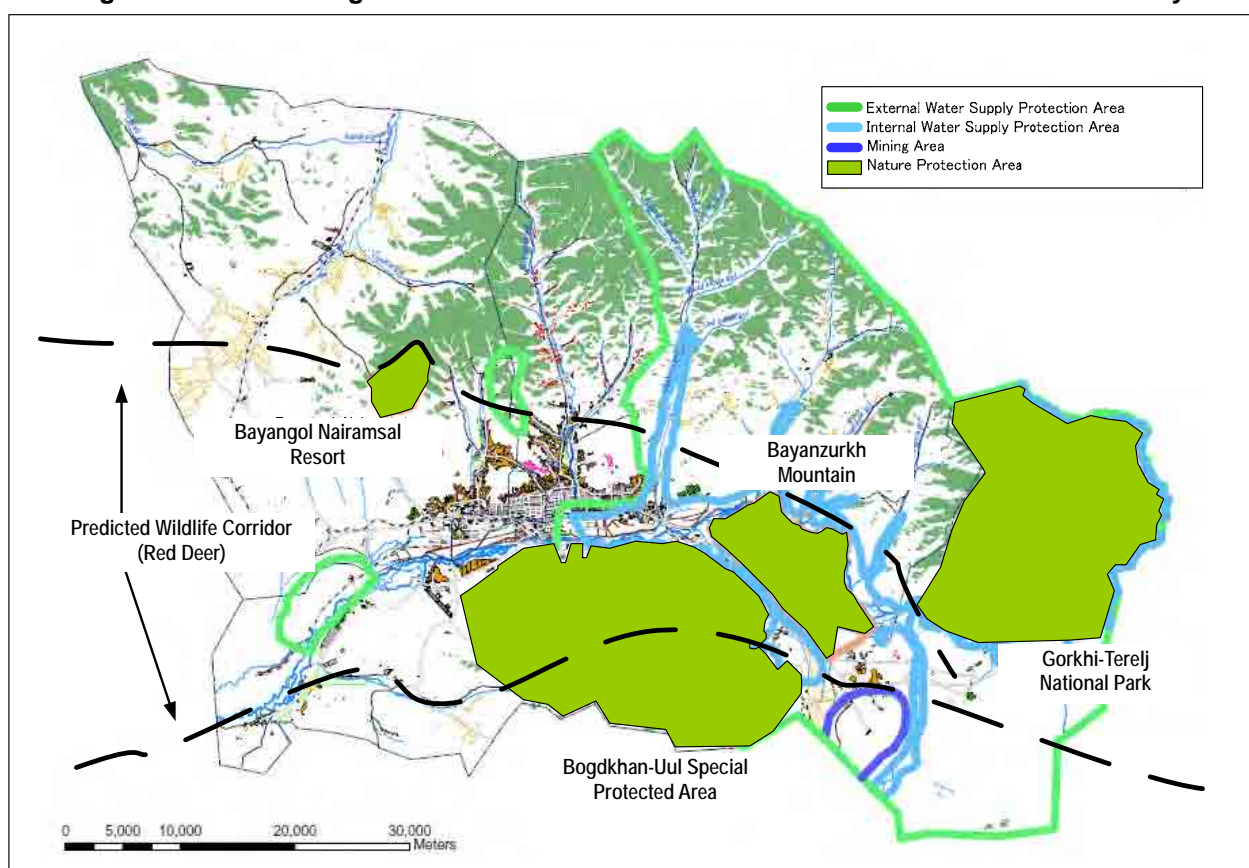 External Water Supply Protection Area
Internal Water Supply Protection Area
Mining Area
Nature Protection Area
Bayangol Nairamsal
Resort
Bayanzurkh
Mountain
Predicted Wildlife Corridor
(Red Deer)
Gorkhi-Terelj
National Park
Bogdkhan-Uul Special
Protected Area
0 5,000 10,000 20,000 30,000
Meters